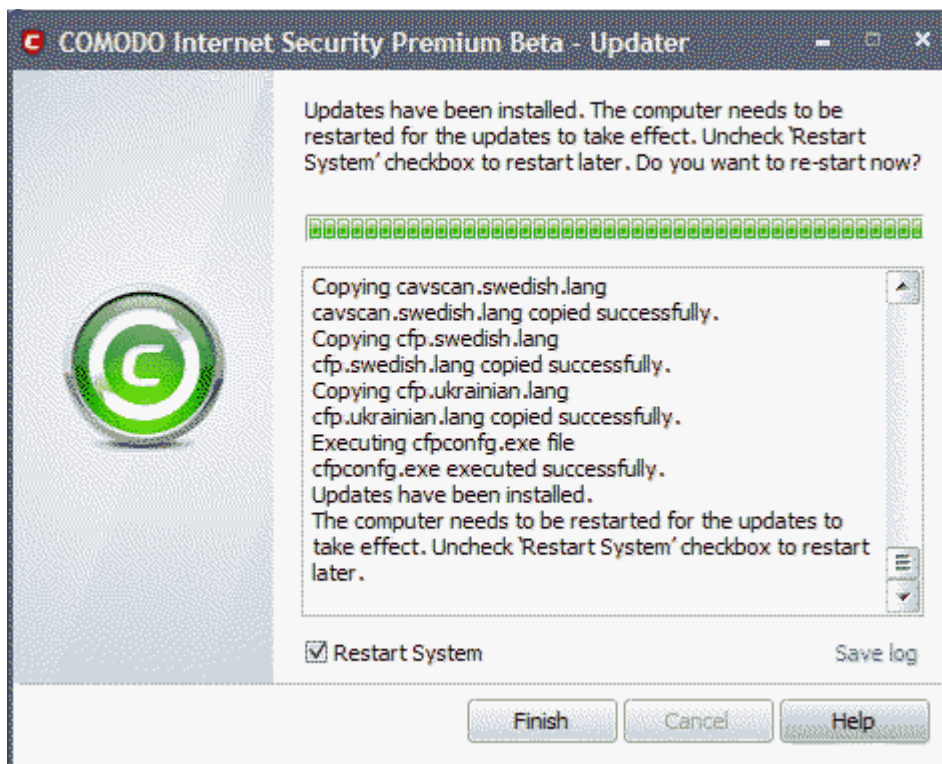 COMODO Internet Security Premium Beta - Updater
Updates have been installed. The computer needs to be
restarted for the updates to take effect. Uncheck 'Restart
System' checkbox to restart later. Do you want to re-start now?
Copying cavscan.swedish.lang
cavscan.swedish.lang copied successfully.
Copying cfp.swedish.lang
cfp.swedish.lang copied successfully.
Copying cfp.ukrainian.lang
cfp.ukrainian.lang copied successfully.
Executing cfpconfg.exe file
cfpconfg.exe executed successfully.
Updates have been installed.
The computer needs to be restarted for the updates to
take effect. Uncheck 'Restart System' checkbox to restart
later.
Restart System
Save log
Finish
Cancel
Help